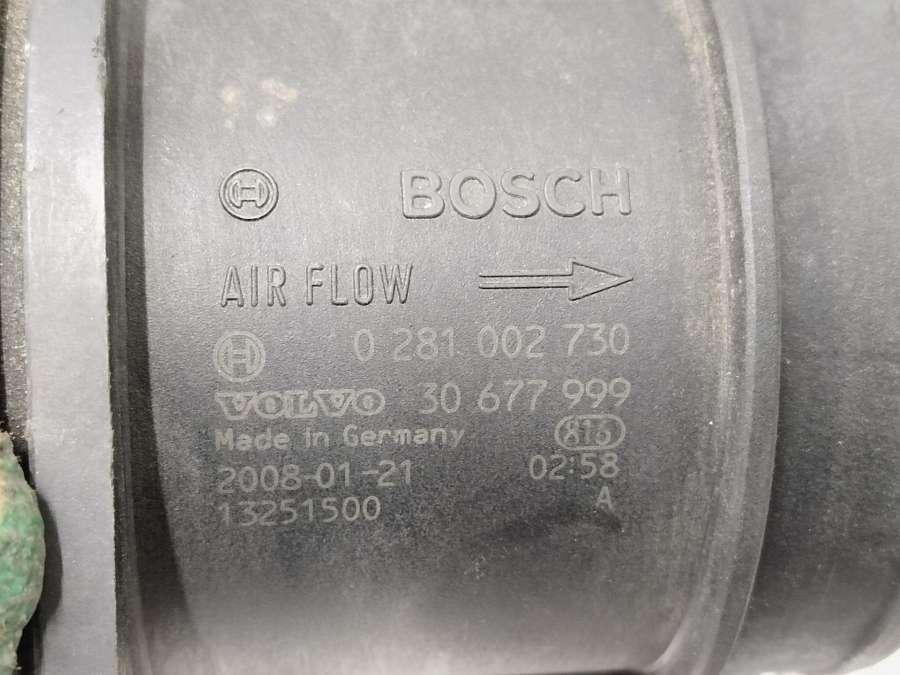 BOSCH
AIR FLOW
0 281 002 730
VOLVO 30 677 999
Made in Germany 816
2008-01-21 02:58
13251500 A